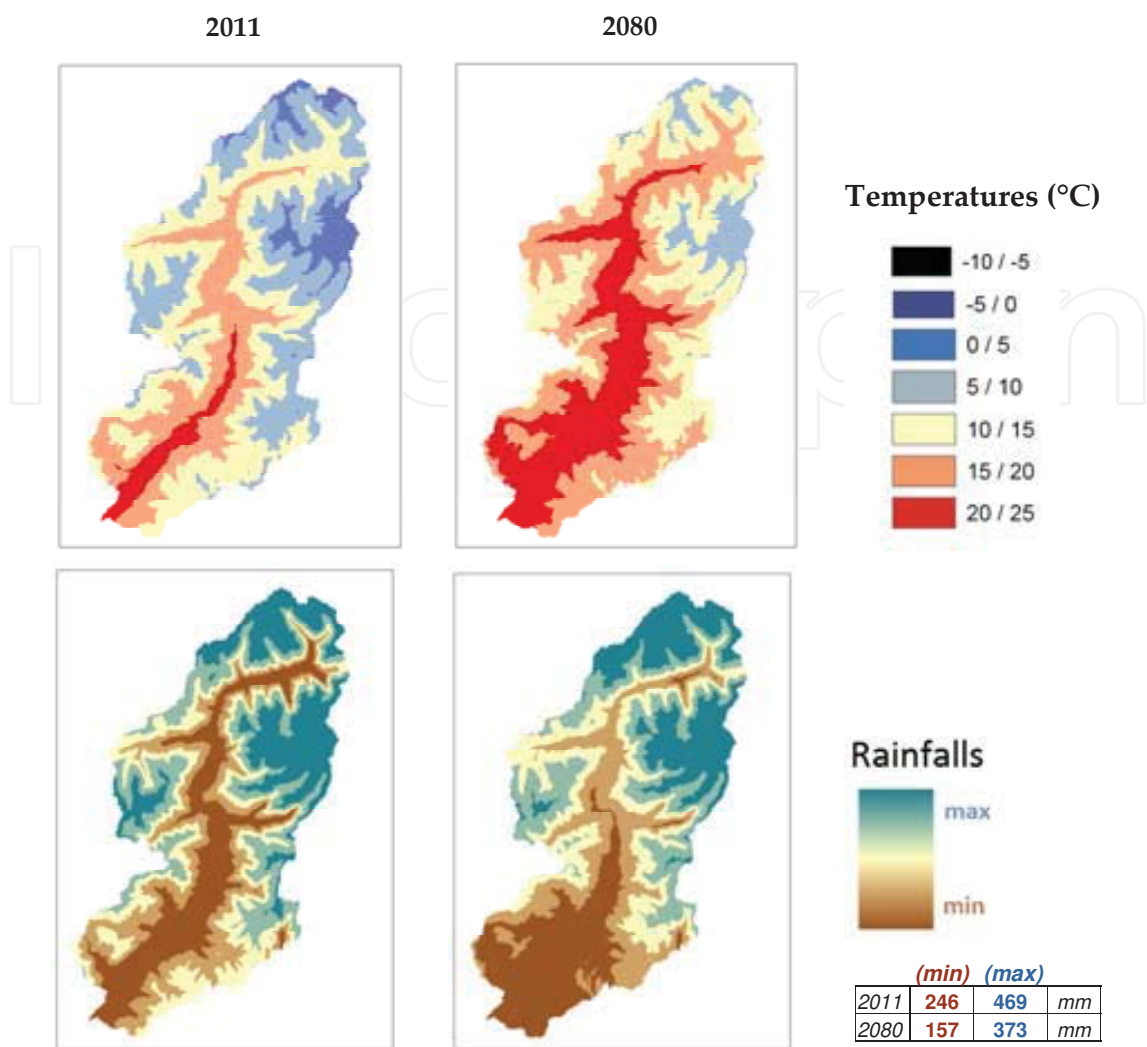 2011 2080
Temperatures (°C)
-10 / -5
-5 / 0
0 / 5
5 / 10
10 / 15
15 / 20
20 / 25
Rainfalls
max
min
(min) (max)
2011 246 469 mm
2080 157 373 mm